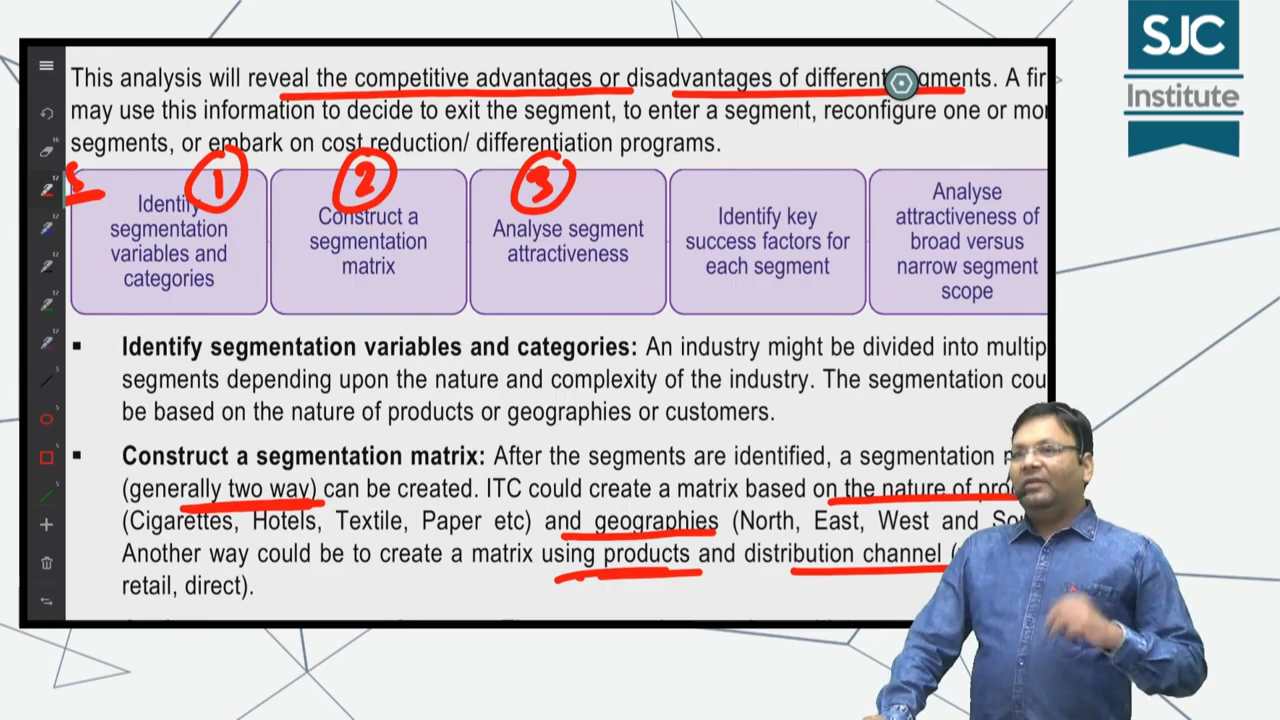 SJC
Institute
This analysis will reveal the competitive advantages or disadvantages of different segments. A fir
may use this information to decide to exit the segment, to enter a segment, reconfigure one or mor
segments, or embark on cost reduction/ differentiation programs.
5
1
2
3
Identify
segmentation
variables and
categories
Construct a
segmentation
matrix
Analyse segment
attractiveness
Identify key
success factors for
each segment
Analyse
attractiveness of
broad versus
narrow segment
scope
▪ Identify segmentation variables and categories: An industry might be divided into multip
segments depending upon the nature and complexity of the industry. The segmentation cou
be based on the nature of products or geographies or customers.
▪ Construct a segmentation matrix: After the segments are identified, a segmentation
(generally two way) can be created. ITC could create a matrix based on the nature of pro
(Cigarettes, Hotels, Textile, Paper etc) and geographies (North, East, West and Sou
Another way could be to create a matrix using products and distribution channel (
retail, direct).